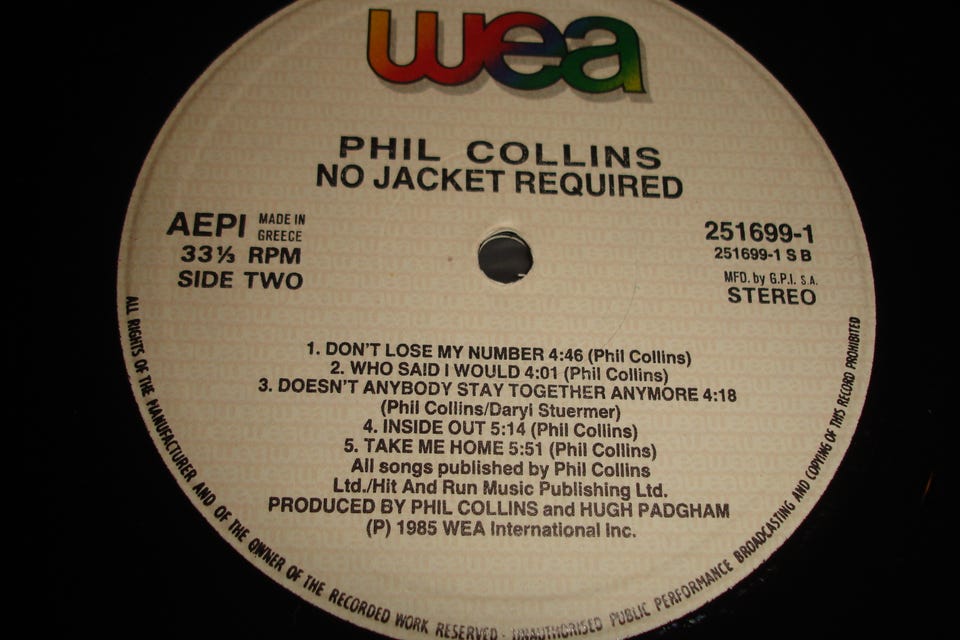 wea
PHIL COLLINS
NO JACKET REQUIRED
AEPI MADE IN GREECE
33⅓ RPM
SIDE TWO
251699-1
251699-1 S B
MFD. by G.P.I. S.A.
STEREO
1. DON'T LOSE MY NUMBER 4:46 (Phil Collins)
2. WHO SAID I WOULD 4:01 (Phil Collins)
3. DOESN'T ANYBODY STAY TOGETHER ANYMORE 4:18
(Phil Collins/Daryl Stuermer)
4. INSIDE OUT 5:14 (Phil Collins)
5. TAKE ME HOME 5:51 (Phil Collins)
All songs published by Phil Collins
Ltd./Hit And Run Music Publishing Ltd.
PRODUCED BY PHIL COLLINS and HUGH PADGHAM
(P) 1985 WEA International Inc.
ALL RIGHTS OF THE MANUFACTURER AND OF THE OWNER OF THE RECORDED WORK RESERVED - UNAUTHORISED PUBLIC PERFORMANCE BROADCASTING AND COPYING OF THIS RECORD PROHIBITED